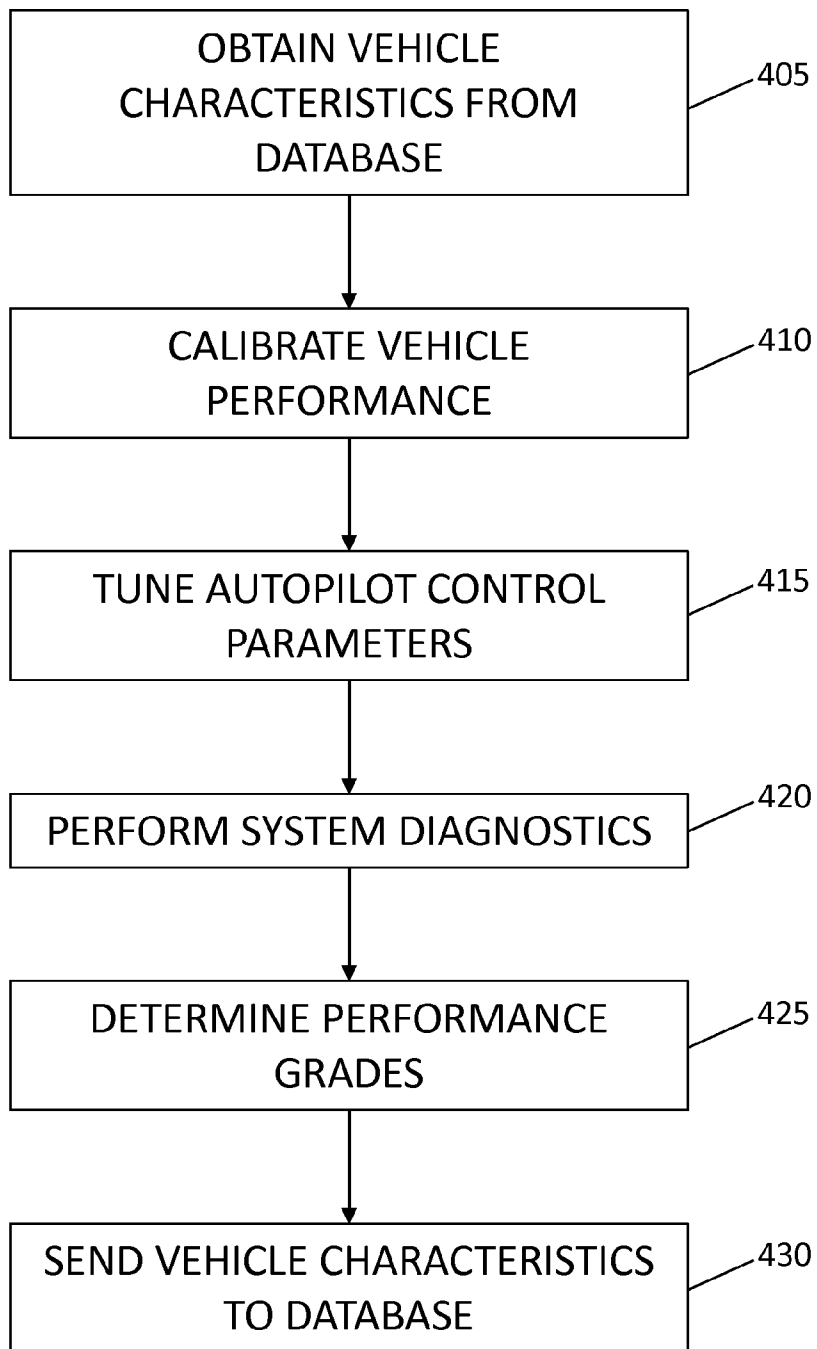 OBTAIN VEHICLE
CHARACTERISTICS FROM
DATABASE
405
CALIBRATE VEHICLE
PERFORMANCE
410
TUNE AUTOPILOT CONTROL
PARAMETERS
415
PERFORM SYSTEM DIAGNOSTICS
420
DETERMINE PERFORMANCE
GRADES
425
SEND VEHICLE CHARACTERISTICS
TO DATABASE
430